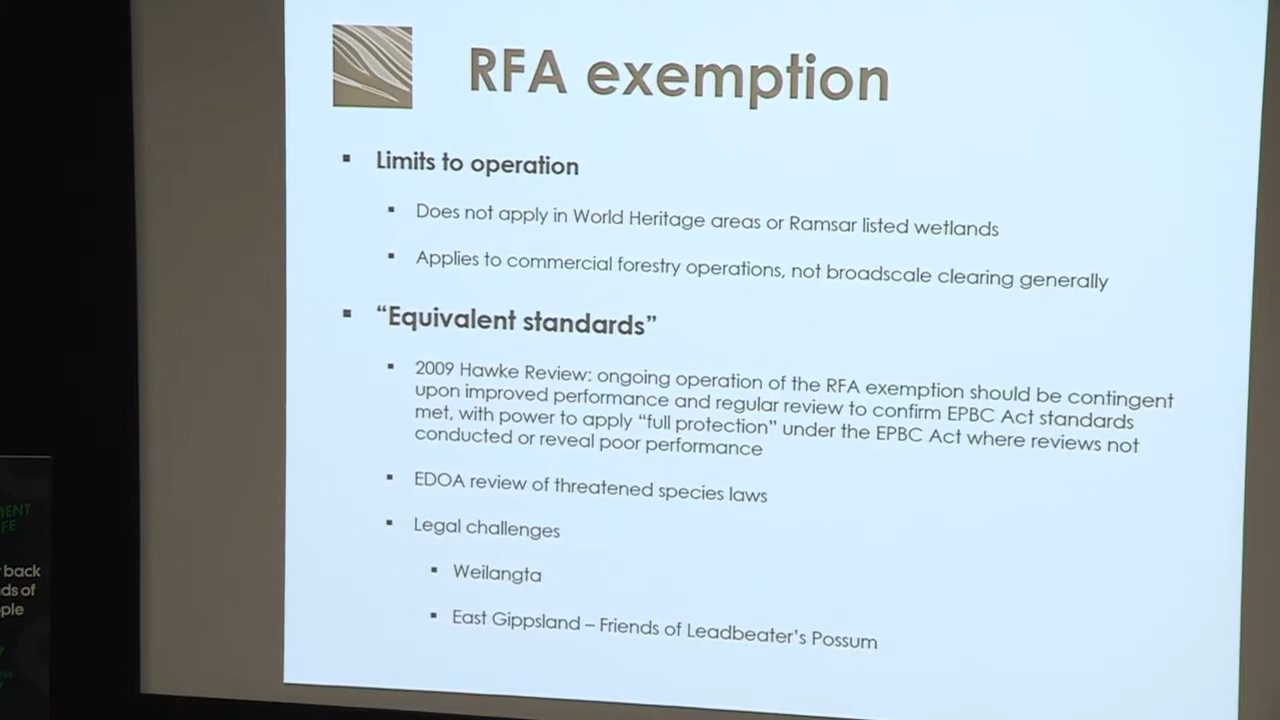 RFA exemption
▪ Limits to operation
▪ Does not apply in World Heritage areas or Ramsar listed wetlands
▪ Applies to commercial forestry operations, not broadscale clearing generally
▪ “Equivalent standards”
▪ 2009 Hawke Review: ongoing operation of the RFA exemption should be contingent
upon improved performance and regular review to confirm EPBC Act standards
met, with power to apply “full protection” under the EPBC Act where reviews not
conducted or reveal poor performance
▪ EDOA review of threatened species laws
▪ Legal challenges
▪ Weilangta
▪ East Gippsland – Friends of Leadbeater’s Possum
MENT
FE
back
ds of
ple